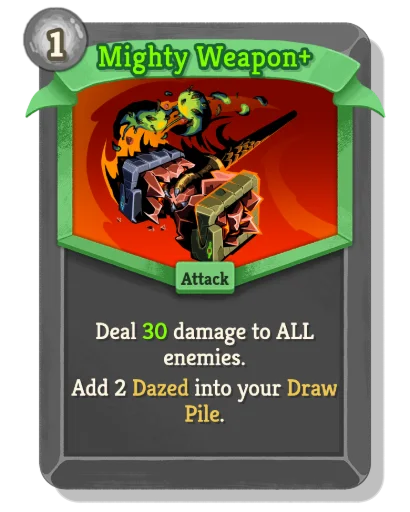 1
Mighty Weapon+
Attack
Deal 30 damage to ALL
enemies.
Add 2 Dazed into your Draw
Pile.